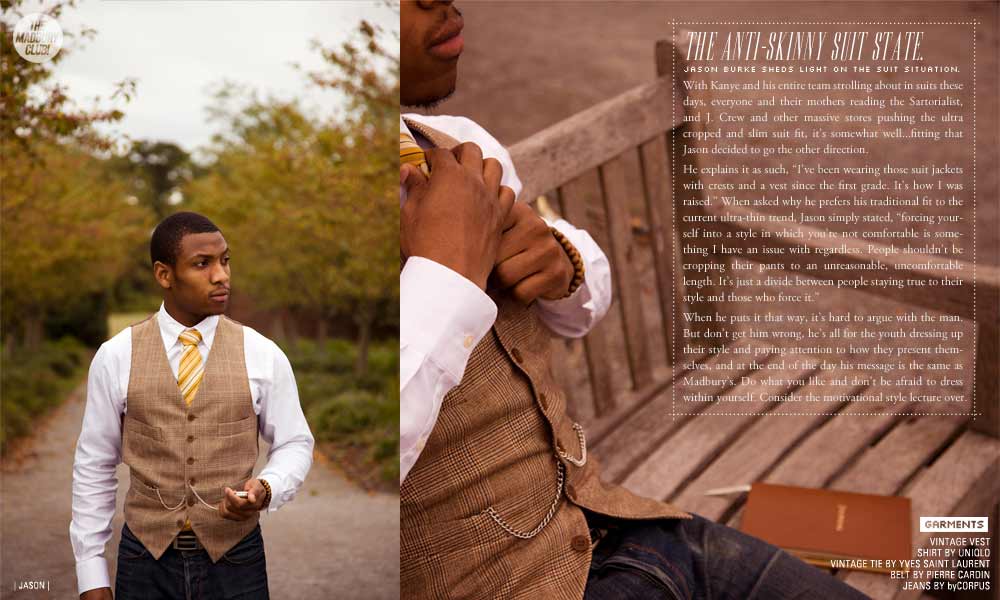 THE
MADBURY
CLUB!
THE ANTI-SKINNY SUIT STATE.
JASON BURKE SHEDS LIGHT ON THE SUIT SITUATION.
With Kanye and his entire team strolling about in suits these
days, everyone and their mothers reading the Sartorialist,
and J. Crew and other massive stores pushing the ultra
cropped and slim suit fit, it's somewhat well...fitting that
Jason decided to go the other direction.
He explains it as such, “I've been wearing those suit jackets
with crests and a vest since the first grade. It's how I was
raised.” When asked why he prefers his traditional fit to the
current ultra-thin trend, Jason simply stated, “forcing your-
self into a style in which you're not comfortable is some-
thing I have an issue with regardless. People shouldn't be
cropping their pants to an unreasonable, uncomfortable
length. It's just a divide between people staying true to their
style and those who force it.”
When he puts it that way, it's hard to argue with the man.
But don't get him wrong, he's all for the youth dressing up
their style and paying attention to how they present them-
selves, and at the end of the day his message is the same as
Madbury's. Do what you like and don't be afraid to dress
within yourself. Consider the motivational style lecture over.
GARMENTS
VINTAGE VEST
SHIRT BY UNIQLO
VINTAGE TIE BY YVES SAINT LAURENT
BELT BY PIERRE CARDIN
JEANS BY byCORPUS
| JASON |